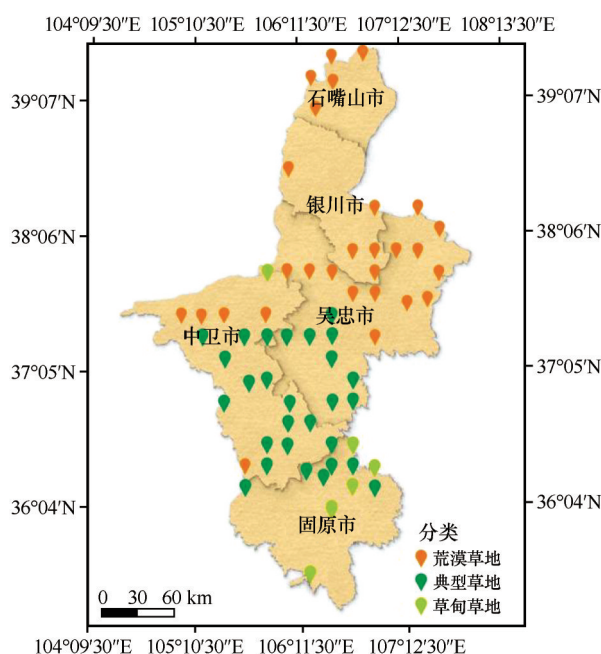 104°09′30″E 105°10′30″E 106°11′30″E 107°12′30″E 108°13′30″E
39°07′N 39°07′N
石嘴山市
银川市
38°06′N 38°06′N
吴忠市
中卫市
37°05′N 37°05′N
36°04′N 36°04′N
固原市
分类
荒漠草地
典型草地
草甸草地
0 30 60 km
104°09′30″E 105°10′30″E 106°11′30″E 107°12′30″E